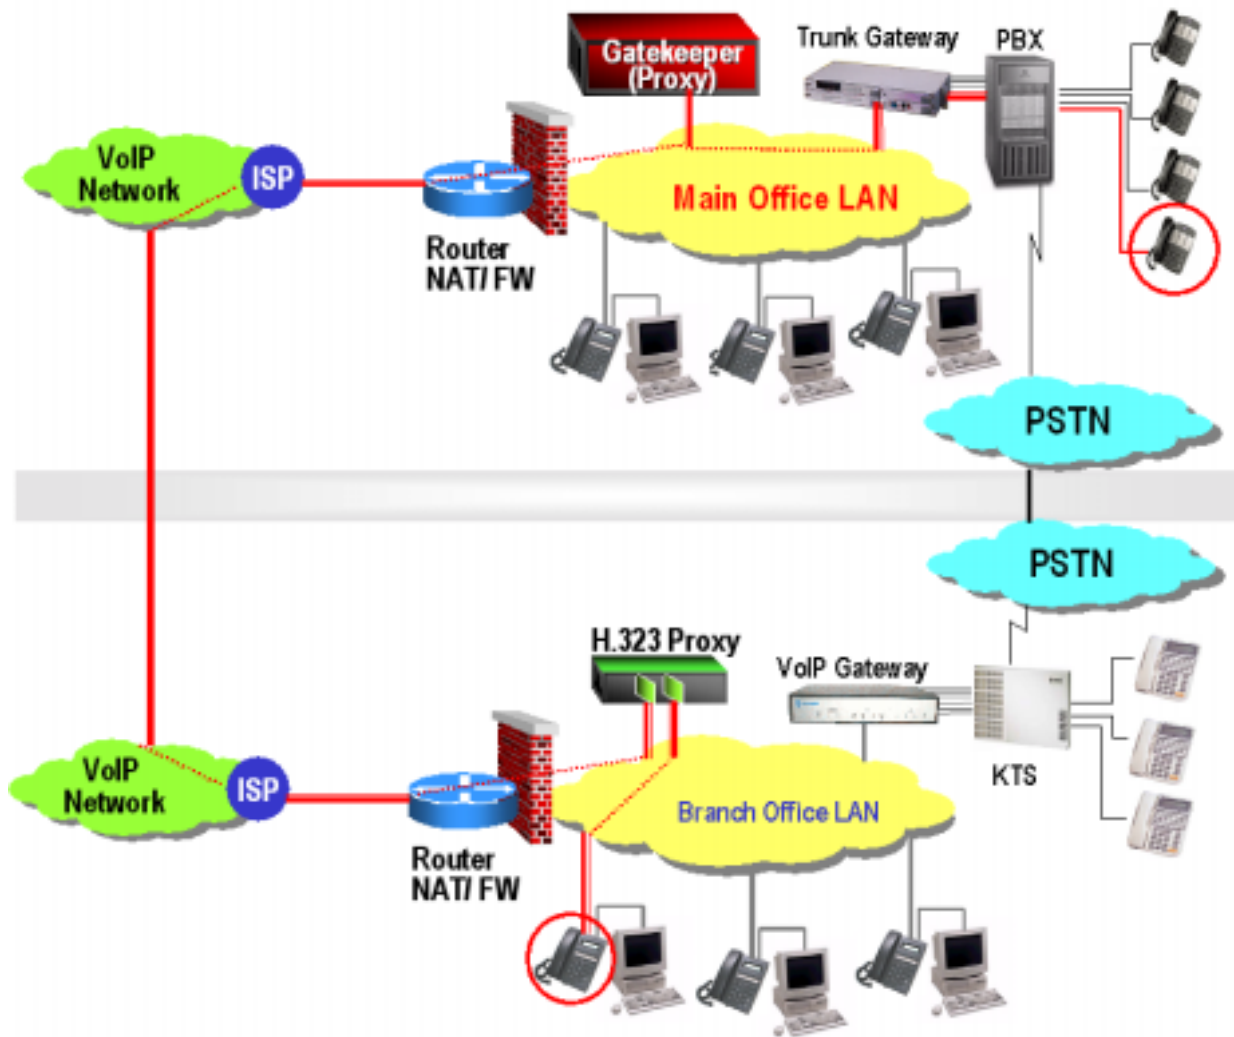 Gatekeeper
(Proxy)
Trunk Gateway
PBX
VoIP
Network
ISP
Main Office LAN
Router
NAT/ FW
PSTN
PSTN
H.323 Proxy
VoIP Gateway
KTS
VoIP
Network
ISP
Branch Office LAN
Router
NAT/ FW